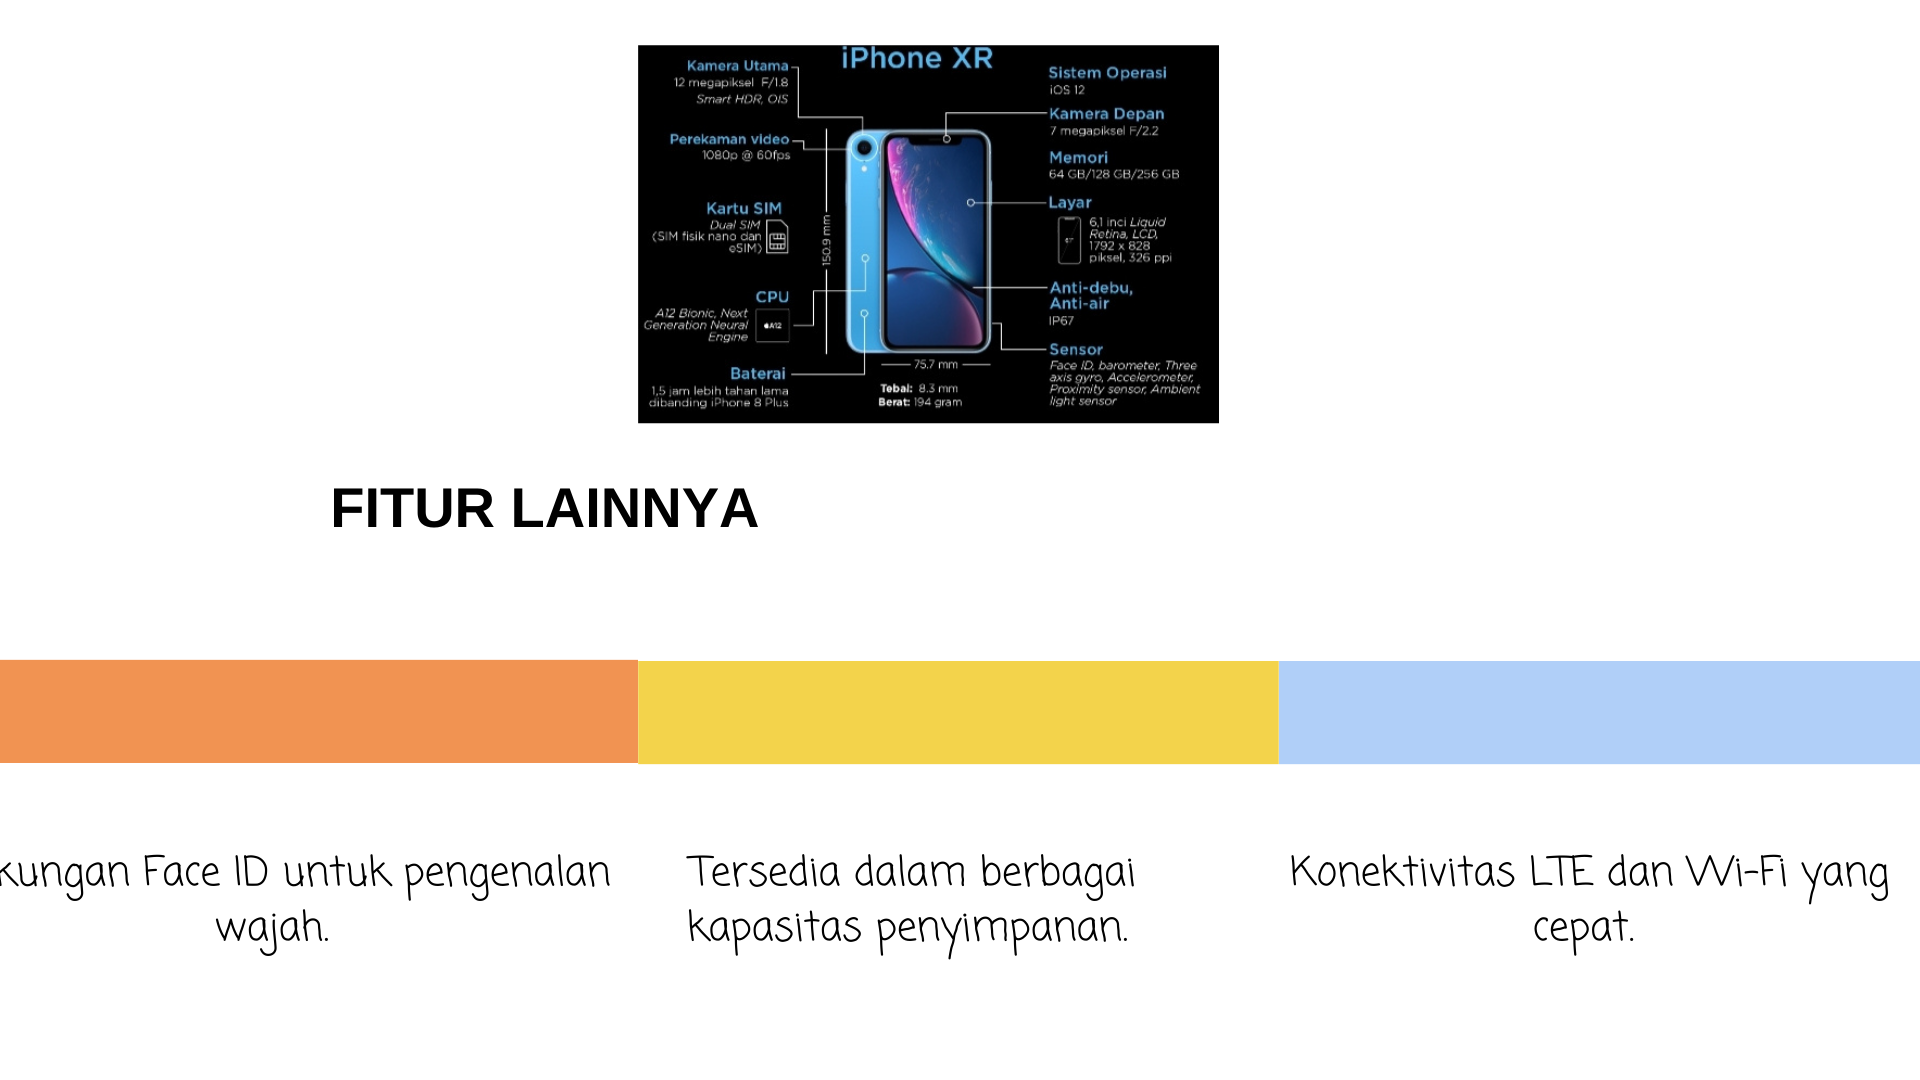 iPhone XR
Kamera Utama
12 megapiksel F/1.8
Smart HDR, OIS
Perekaman video
1080p @ 60fps
Kartu SIM
Dual SIM
(SIM fisik nano dan
eSIM)
CPU
A12 Bionic, Next
Generation Neural
Engine
A12
Baterai
1,5 jam lebih tahan lama
dibanding iPhone 8 Plus
150.9 mm
75.7 mm
Tebal: 8.3 mm
Berat: 194 gram
Sistem Operasi
iOS 12
Kamera Depan
7 megapiksel F/2.2
Memori
64 GB/128 GB/256 GB
Layar
6,1 inci Liquid
Retina, LCD,
1792 x 828
piksel, 326 ppi
Anti-debu,
Anti-air
IP67
Sensor
Face ID, barometer, Three
axis gyro, Accelerometer,
Proximity sensor, Ambient
light sensor
FITUR LAINNYA
kungan Face ID untuk pengenalan
wajah.
Tersedia dalam berbagai
kapasitas penyimpanan.
Konektivitas LTE dan Wi-Fi yang
cepat.